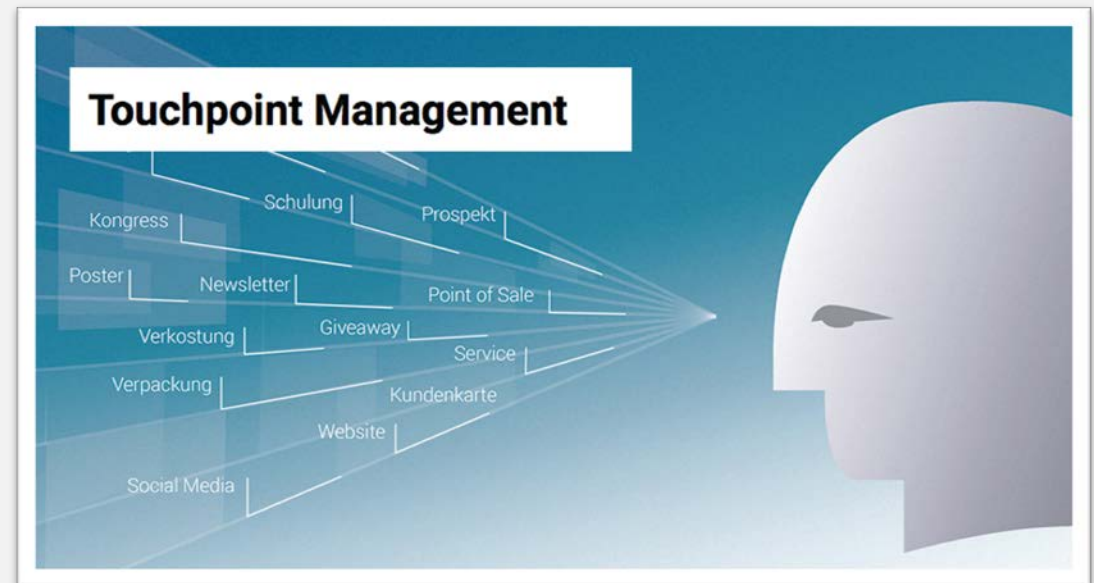 Touchpoint Management
Schulung
Prospekt
Kongress
Poster
Newsletter
Point of Sale
Verkostung
Giveaway
Service
Verpackung
Kundenkarte
Website
Social Media